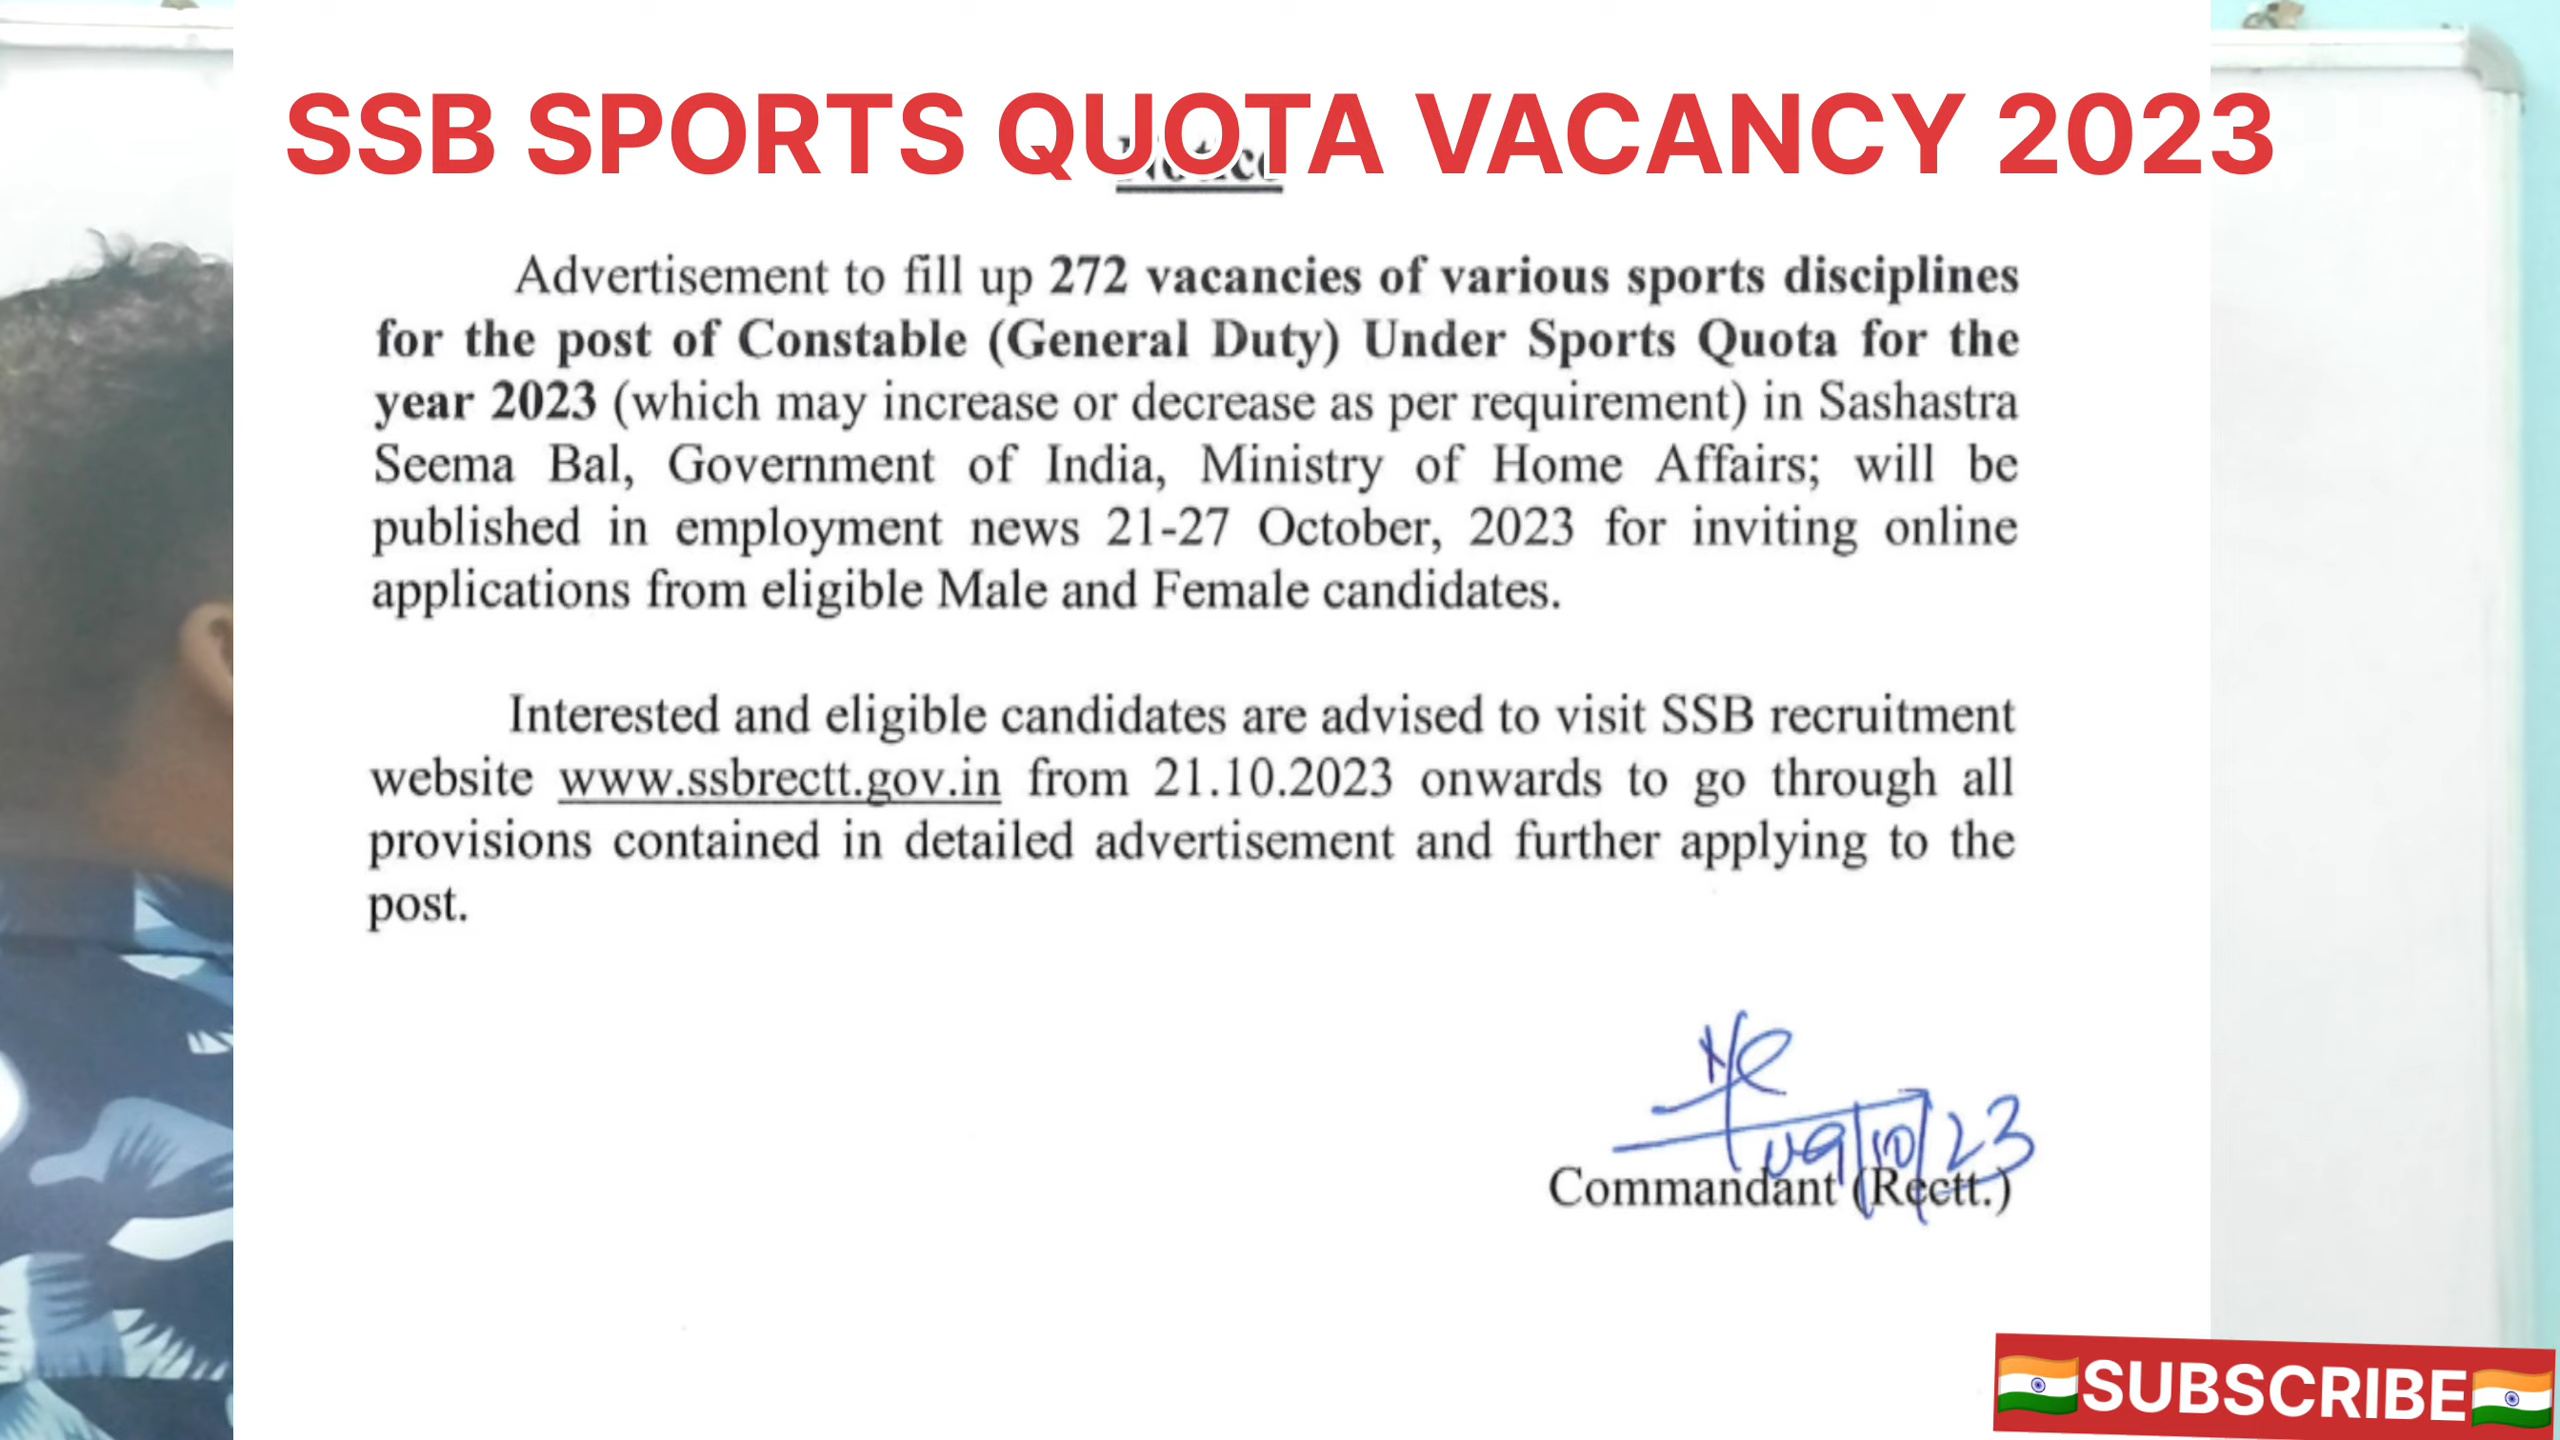 SSB SPORTS QUOTA VACANCY 2023
Notice
Advertisement to fill up 272 vacancies of various sports disciplines
for the post of Constable (General Duty) Under Sports Quota for the
year 2023 (which may increase or decrease as per requirement) in Sashastra
Seema Bal, Government of India, Ministry of Home Affairs; will be
published in employment news 21-27 October, 2023 for inviting online
applications from eligible Male and Female candidates.
Interested and eligible candidates are advised to visit SSB recruitment
website www.ssbrectt.gov.in from 21.10.2023 onwards to go through all
provisions contained in detailed advertisement and further applying to the
post.
09/10/23
Commandant (Rectt.)
SUBSCRIBE